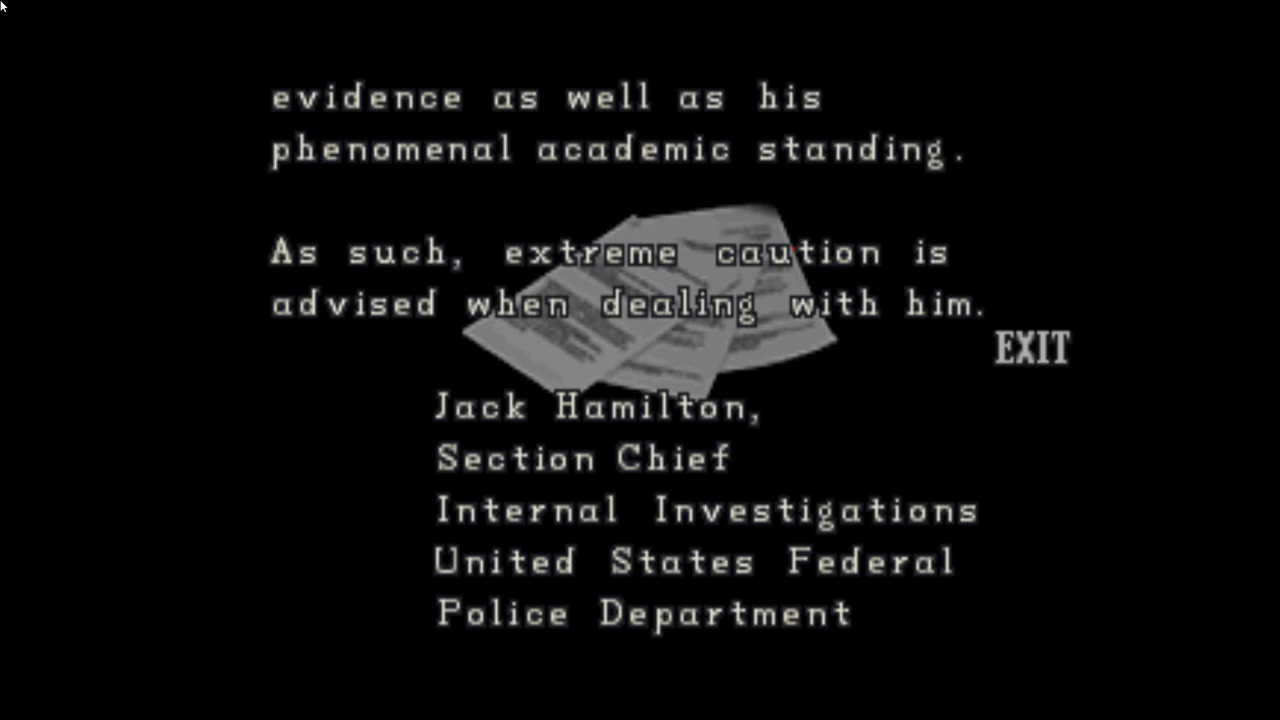 evidence as well as his
phenomenal academic standing.
As such, extreme caution is
advised when dealing with him.
EXIT
Jack Hamilton,
Section Chief
Internal Investigations
United States Federal
Police Department